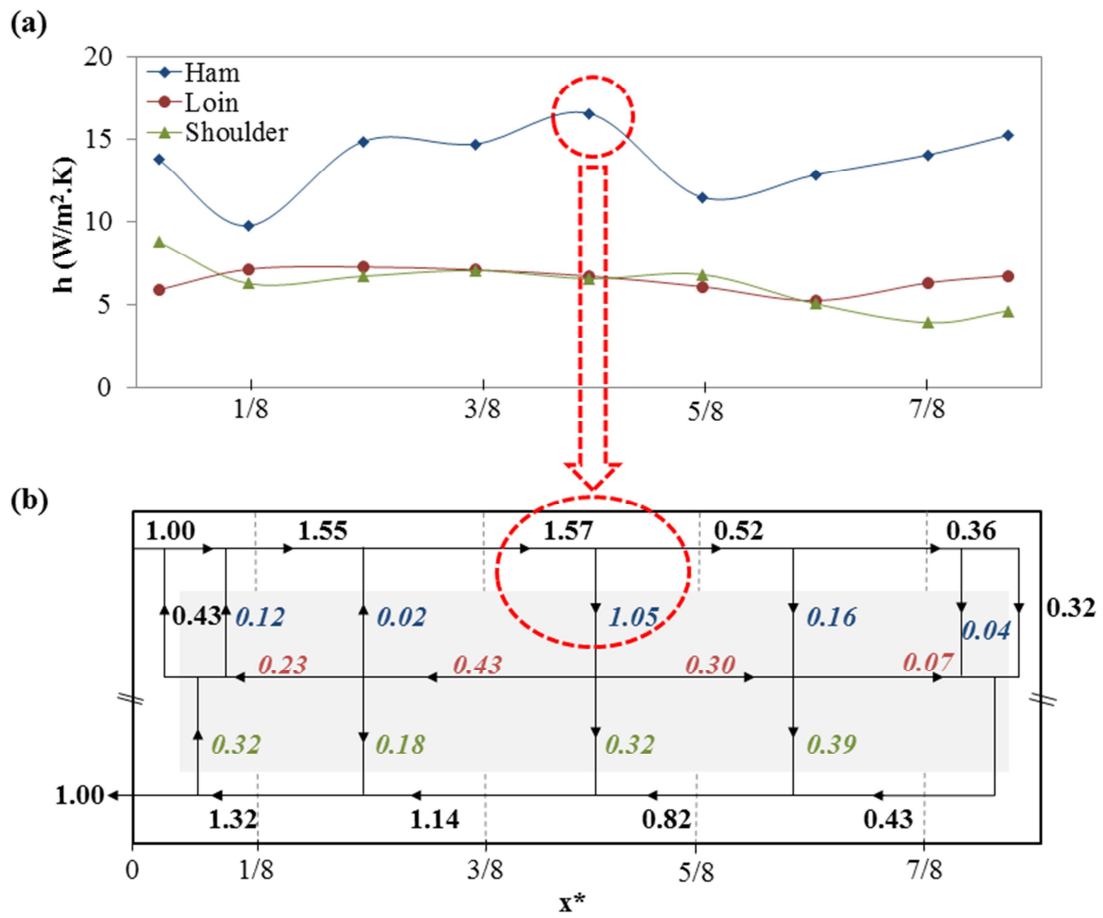 (a)
20
15
10
5
0
h (W/m².K)
Ham
Loin
Shoulder
1/8 3/8 5/8 7/8
(b)
1.00 1.55 1.57 0.52 0.36
0.43 0.12 0.02 1.05 0.16 0.04 0.32
0.23 0.43 0.30 0.07
0.32 0.18 0.32 0.39
1.00
1.32 1.14 0.82 0.43
0 1/8 3/8 5/8 7/8
x*